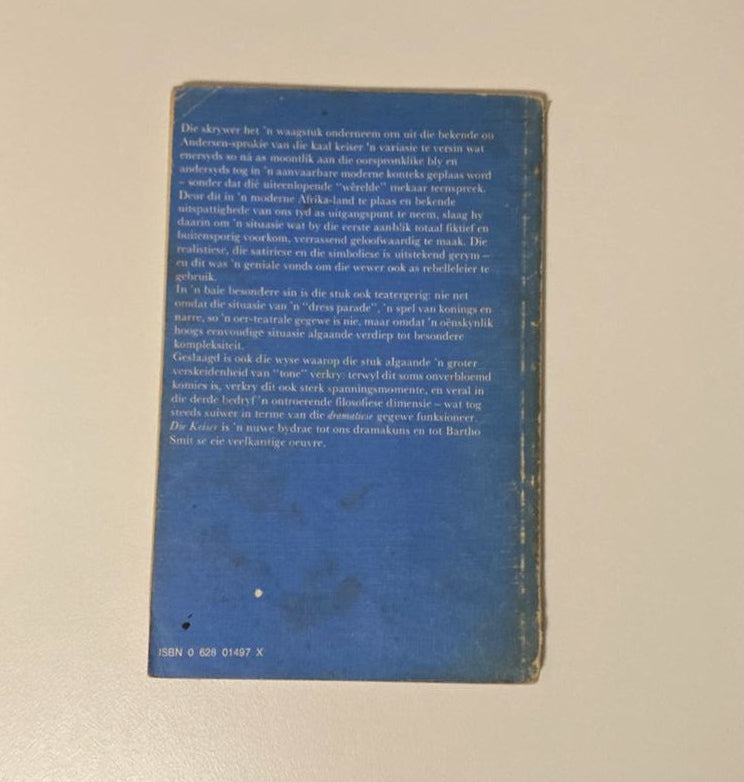 Die skrywer het 'n waagstuk onderneem om uit die bekende ou
Andersen-sprokie van die kaal keiser 'n variasie te versin wat
enersyds so ná as moontlik aan die oorspronklike bly en
andersyds tog in 'n aanvaarbare moderne konteks geplaas word
– sonder dat dié uiteenlopende "wêrelde" mekaar teenspreek.
Deur dit in 'n moderne Afrika-land te plaas en bekende
uitspattighede van ons tyd as uitgangspunt te neem, slaag hy
daarin om 'n situasie wat by die eerste aanblik totaal fiktief en
buitensporig voorkom, verrassend geloofwaardig te maak. Die
realistiese, die satiriese en die simboliese is uitstekend gerym –
en dit was 'n geniale vonds om die wewer ook as rebelleleier te
gebruik.
In 'n baie besondere sin is die stuk ook teatergerig: nie net
omdat die situasie van 'n "dress parade", 'n spel van konings en
narre, so 'n oer-teatrale gegewe is nie, maar omdat 'n oënskynlik
hoogs eenvoudige situasie algaande verdiep tot besondere
kompleksiteit.
Geslaagd is ook die wyse waarop die stuk algaande 'n groter
verskeidenheid van "tone" verkry: terwyl dit soms onverbloemd
komies is, verkry dit ook sterk spanningsmomente, en veral in
die derde bedryf 'n ontroerende filosofiese dimensie – wat tog
steeds suiwer in terme van die dramatiese gegewe funksioneer.
Die Keiser is 'n nuwe bydrae tot ons dramakuns en tot Bartho
Smit se eie veelkantige oeuvre.
ISBN 0 628 01497 X